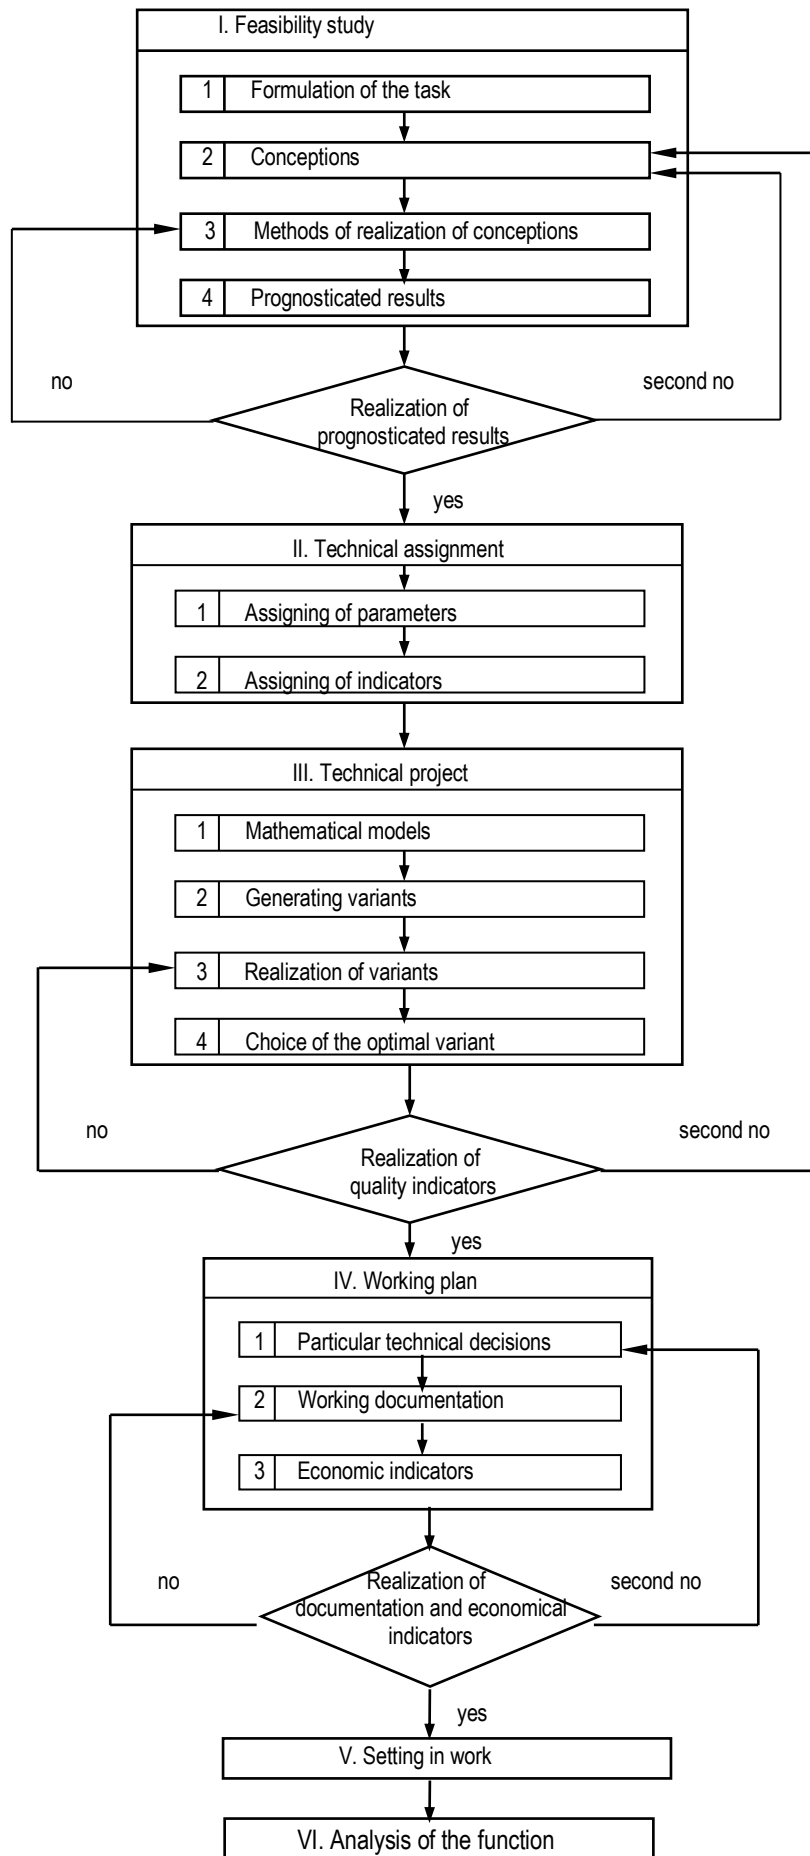 I. Feasibility study
1 Formulation of the task
2 Conceptions
3 Methods of realization of conceptions
4 Prognosticated results
no
second no
Realization of
prognosticated results
yes
II. Technical assignment
1 Assigning of parameters
2 Assigning of indicators
III. Technical project
1 Mathematical models
2 Generating variants
3 Realization of variants
4 Choice of the optimal variant
no
second no
Realization of
quality indicators
yes
IV. Working plan
1 Particular technical decisions
2 Working documentation
3 Economic indicators
no
second no
Realization of
documentation and economical
indicators
yes
V. Setting in work
VI. Analysis of the function